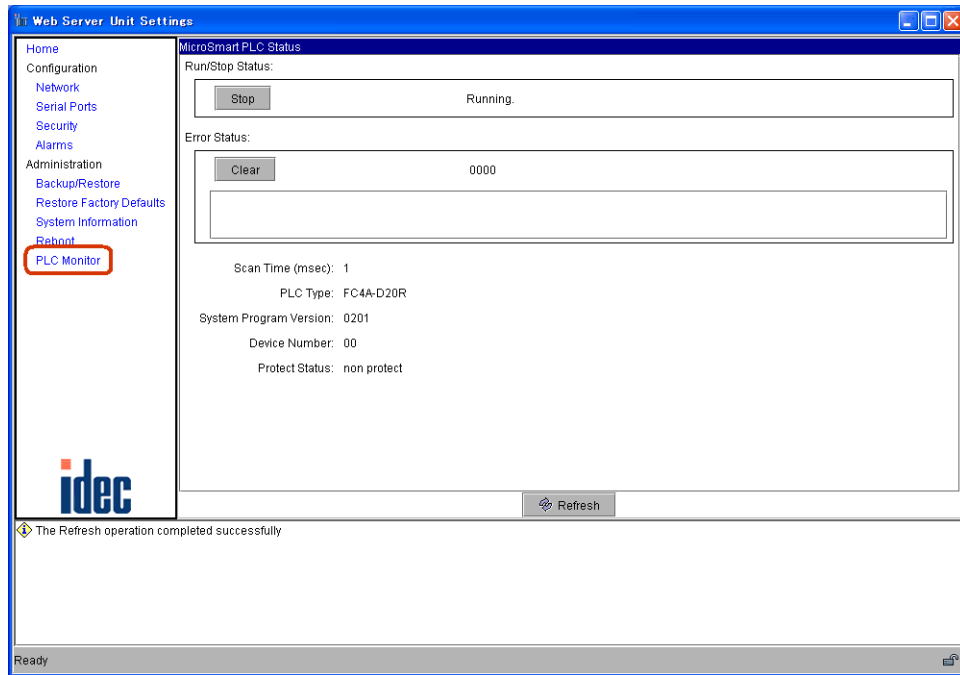 Web Server Unit Settings
Home
Configuration
Network
Serial Ports
Security
Alarms
Administration
Backup/Restore
Restore Factory Defaults
System Information
Reboot
PLC Monitor
idec
MicroSmart PLC Status
Run/Stop Status:
Stop Running.
Error Status:
Clear 0000
Scan Time (msec): 1
PLC Type: FC4A-D20R
System Program Version: 0201
Device Number: 00
Protect Status: non protect
Refresh
The Refresh operation completed successfully
Ready